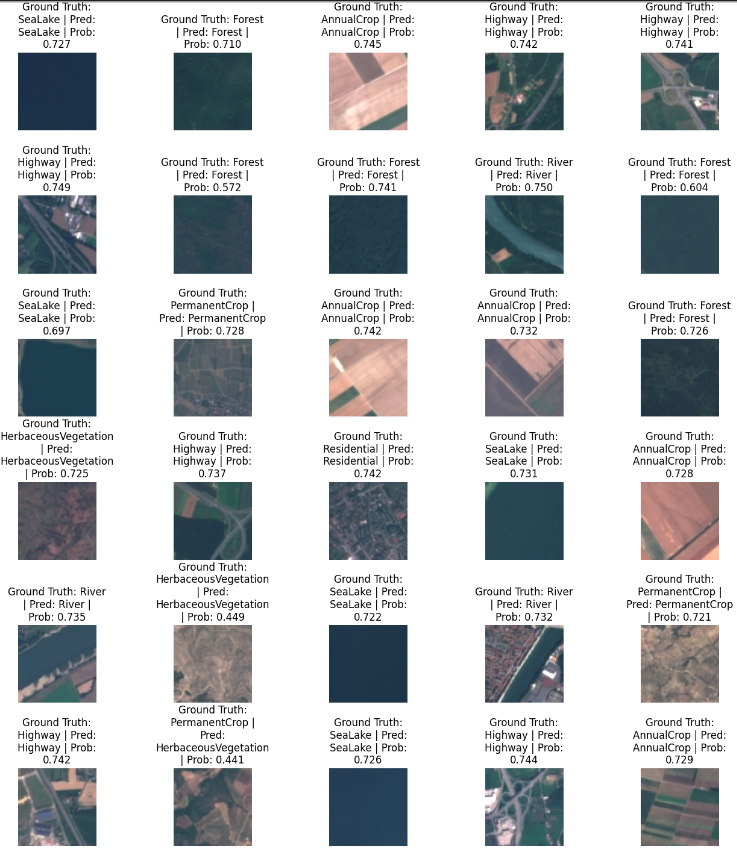 Ground Truth:
SeaLake | Pred:
SeaLake | Prob:
0.727
Ground Truth: Forest
| Pred: Forest |
Prob: 0.710
Ground Truth:
AnnualCrop | Pred:
AnnualCrop | Prob:
0.745
Ground Truth:
Highway | Pred:
Highway | Prob:
0.742
Ground Truth:
Highway | Pred:
Highway | Prob:
0.741
Ground Truth:
Highway | Pred:
Highway | Prob:
0.749
Ground Truth: Forest
| Pred: Forest |
Prob: 0.572
Ground Truth: Forest
| Pred: Forest |
Prob: 0.741
Ground Truth: River
| Pred: River |
Prob: 0.750
Ground Truth: Forest
| Pred: Forest |
Prob: 0.604
Ground Truth:
SeaLake | Pred:
SeaLake | Prob:
0.697
Ground Truth:
PermanentCrop |
Pred: PermanentCrop
| Prob: 0.728
Ground Truth:
AnnualCrop | Pred:
AnnualCrop | Prob:
0.742
Ground Truth:
AnnualCrop | Pred:
AnnualCrop | Prob:
0.732
Ground Truth: Forest
| Pred: Forest |
Prob: 0.726
Ground Truth:
HerbaceousVegetation
| Pred:
HerbaceousVegetation
| Prob: 0.725
Ground Truth:
Highway | Pred:
Highway | Prob:
0.737
Ground Truth:
Residential | Pred:
Residential | Prob:
0.742
Ground Truth:
SeaLake | Pred:
SeaLake | Prob:
0.731
Ground Truth:
AnnualCrop | Pred:
AnnualCrop | Prob:
0.728
Ground Truth: River
| Pred: River |
Prob: 0.735
Ground Truth:
HerbaceousVegetation
| Pred:
HerbaceousVegetation
| Prob: 0.449
Ground Truth:
SeaLake | Pred:
SeaLake | Prob:
0.722
Ground Truth: River
| Pred: River |
Prob: 0.732
Ground Truth:
PermanentCrop |
Pred: PermanentCrop
| Prob: 0.721
Ground Truth:
Highway | Pred:
Highway | Prob:
0.742
Ground Truth:
PermanentCrop |
Pred:
HerbaceousVegetation
| Prob: 0.441
Ground Truth:
SeaLake | Pred:
SeaLake | Prob:
0.726
Ground Truth:
Highway | Pred:
Highway | Prob:
0.744
Ground Truth:
AnnualCrop | Pred:
AnnualCrop | Prob:
0.729